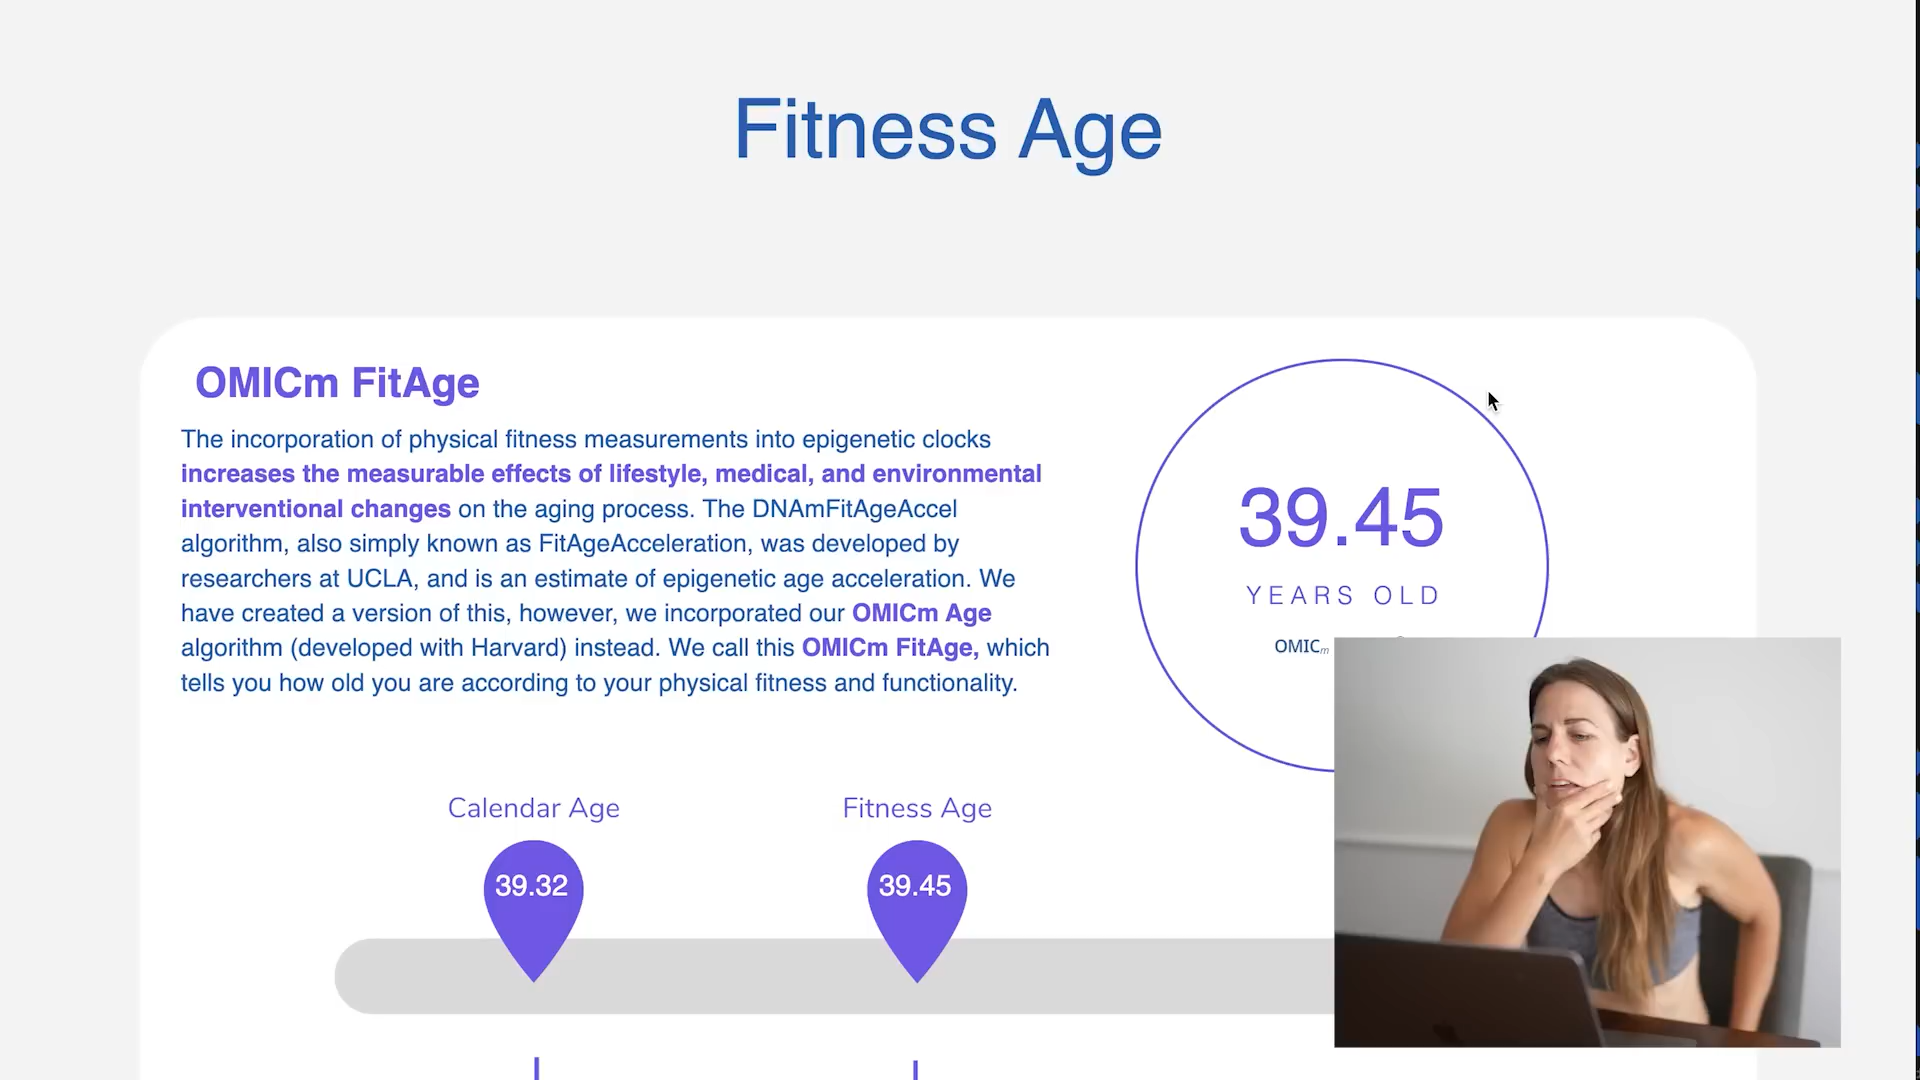 Fitness Age
OMICm FitAge
The incorporation of physical fitness measurements into epigenetic clocks
increases the measurable effects of lifestyle, medical, and environmental
interventional changes on the aging process. The DNAmFitAgeAccel
algorithm, also simply known as FitAgeAcceleration, was developed by
researchers at UCLA, and is an estimate of epigenetic age acceleration. We
have created a version of this, however, we incorporated our OMICm Age
algorithm (developed with Harvard) instead. We call this OMICm FitAge, which
tells you how old you are according to your physical fitness and functionality.
39.45
YEARS OLD
OMICm
Calendar Age
Fitness Age
39.32
39.45